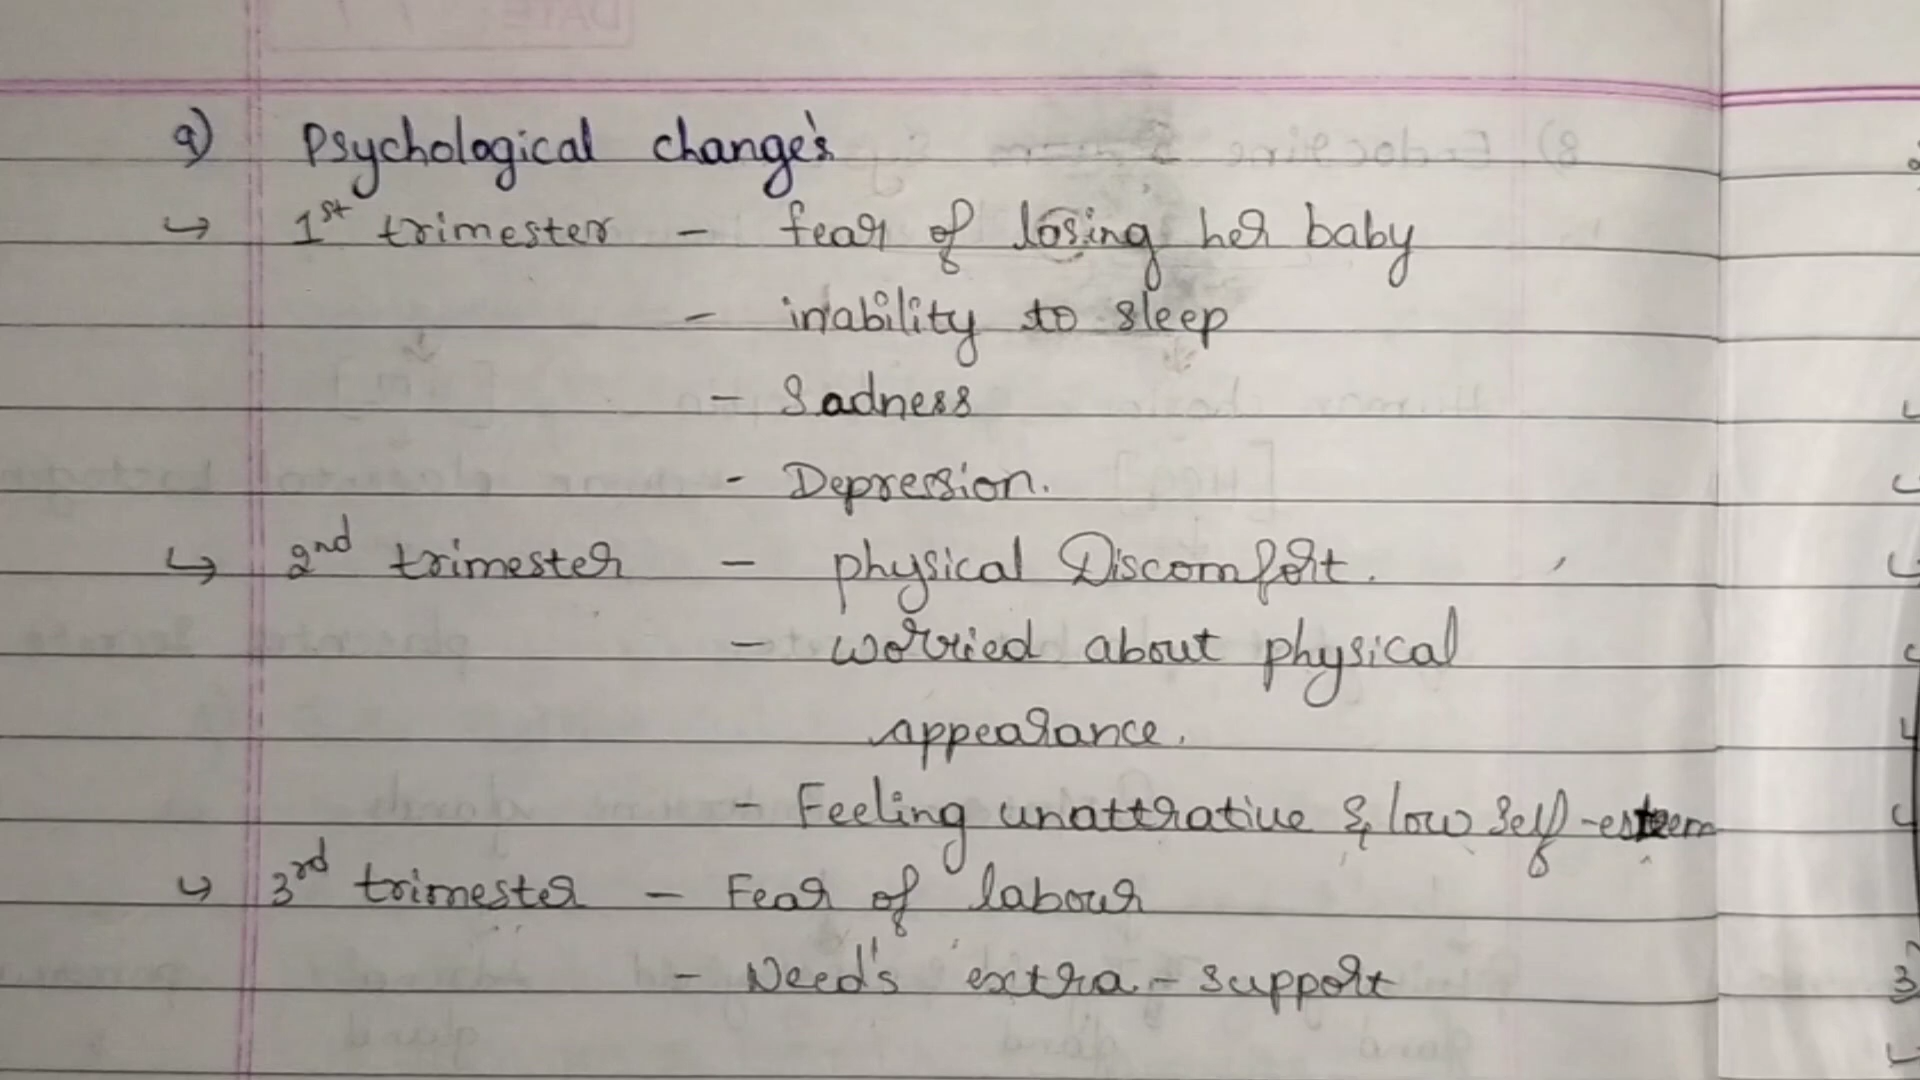 9) Psychological change's
↳ 1st trimester - fear of losing her baby
- inability to sleep
- Sadness
- Depression.
↳ 2nd trimester - physical Discomfort.
- worried about physical
appearance.
- Feeling unattrative & low self-esteem
↳ 3rd trimester - Fear of labour
- Need's extra - support